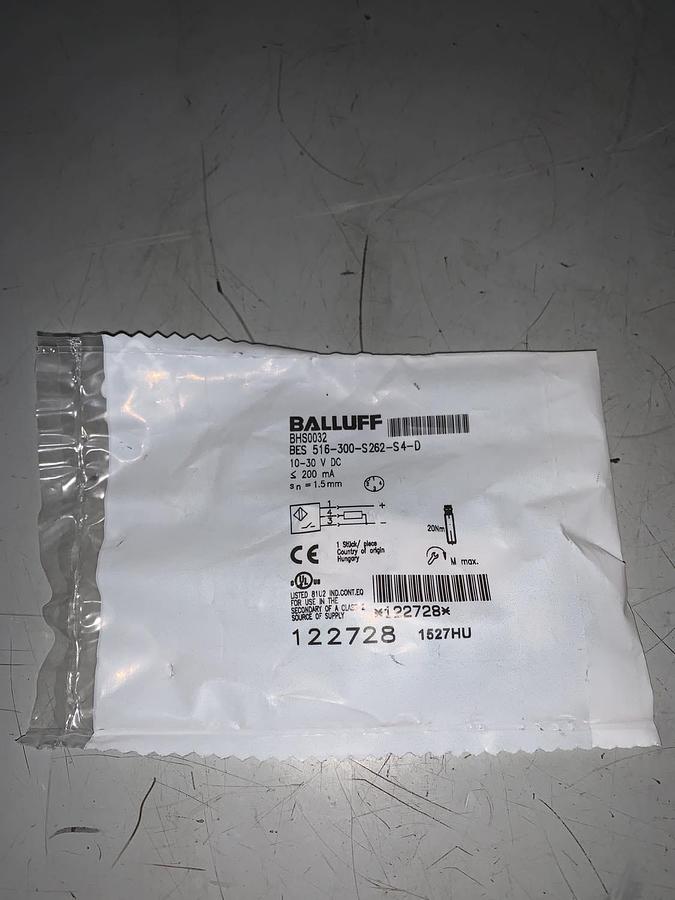 BALLUFF
BHS0032
BES 516-300-S262-S4-D
10-30 V DC
≤ 200 mA
sn = 1.5mm
1
4
3
+
−
20Nm
M max.
CE
1 Stück/ piece
Country of origin
Hungary
c UL us
LISTED 81U2 IND.CONT.EQ
FOR USE IN THE
SECONDARY OF A CLASS 2
SOURCE OF SUPPLY
*122728*
122728 1527HU